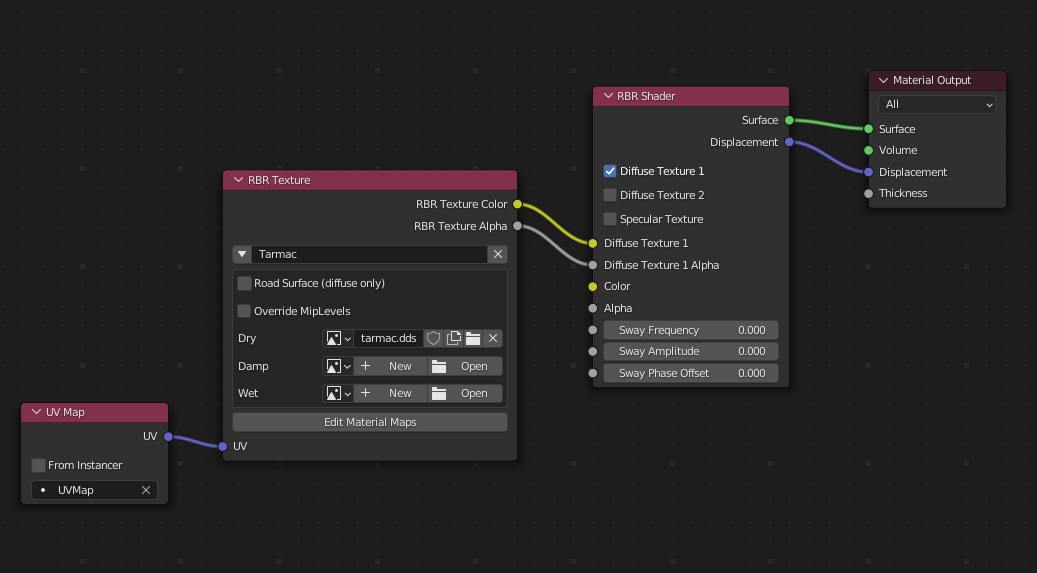 UV Map
UV
From Instancer
UVMap
RBR Texture
RBR Texture Color
RBR Texture Alpha
Tarmac
Road Surface (diffuse only)
Override MipLevels
Dry tarmac.dds
Damp New Open
Wet New Open
Edit Material Maps
UV
RBR Shader
Surface
Displacement
Diffuse Texture 1
Diffuse Texture 2
Specular Texture
Diffuse Texture 1
Diffuse Texture 1 Alpha
Color
Alpha
Sway Frequency 0.000
Sway Amplitude 0.000
Sway Phase Offset 0.000
Material Output
All
Surface
Volume
Displacement
Thickness